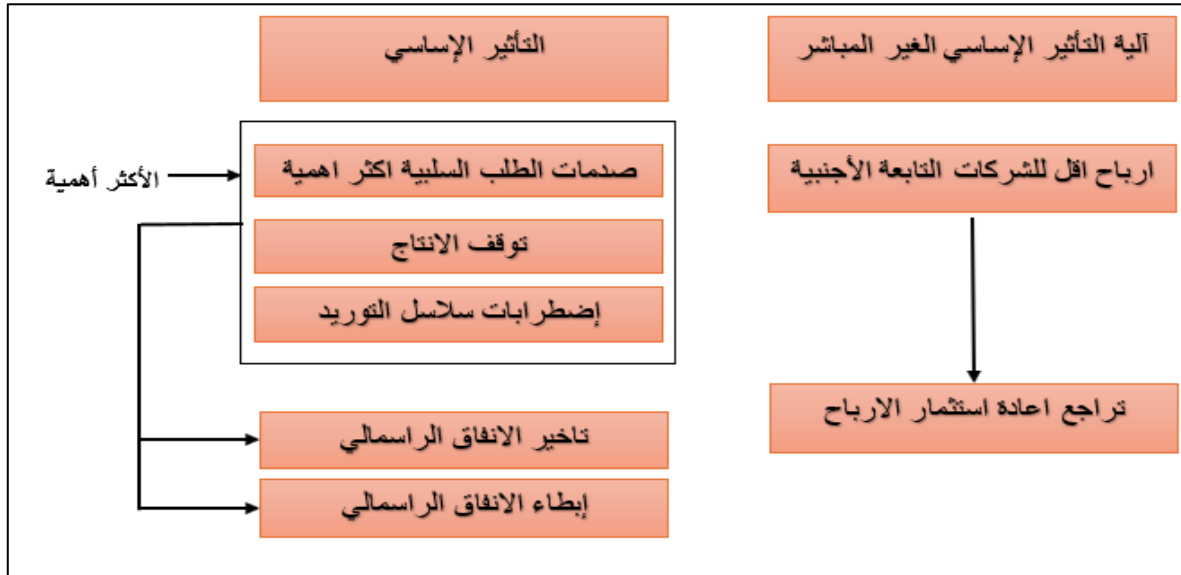 آلية التأثير الإساسي الغير المباشر
التأثير الإساسي
ارباح اقل للشركات التابعة الأجنبية
صدمات الطلب السلبية اكثر اهمية
الأكثر أهمية
توقف الانتاج
إضطرابات سلاسل التوريد
تراجع اعادة استثمار الارباح
تاخير الانفاق الراسمالي
إبطاء الانفاق الراسمالي